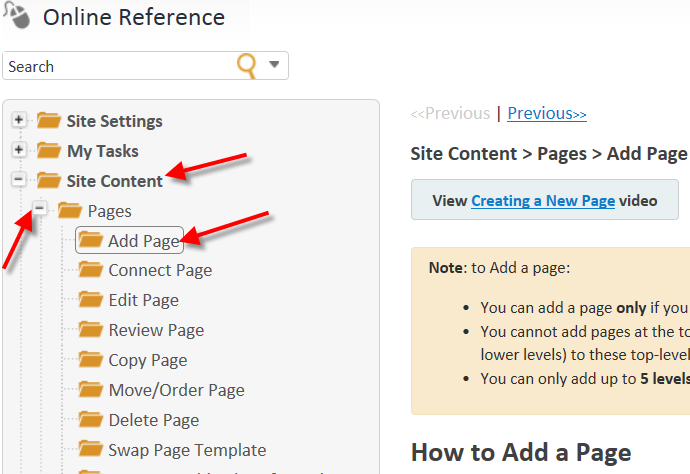 Online Reference
Search
Site Settings
My Tasks
Site Content
Pages
Add Page
Connect Page
Edit Page
Review Page
Copy Page
Move/Order Page
Delete Page
Swap Page Template
<<Previous | Previous>>
Site Content > Pages > Add Page
View Creating a New Page video
Note: to Add a page:
• You can add a page only if you
• You cannot add pages at the to
lower levels) to these top-level
• You can only add up to 5 levels
How to Add a Page